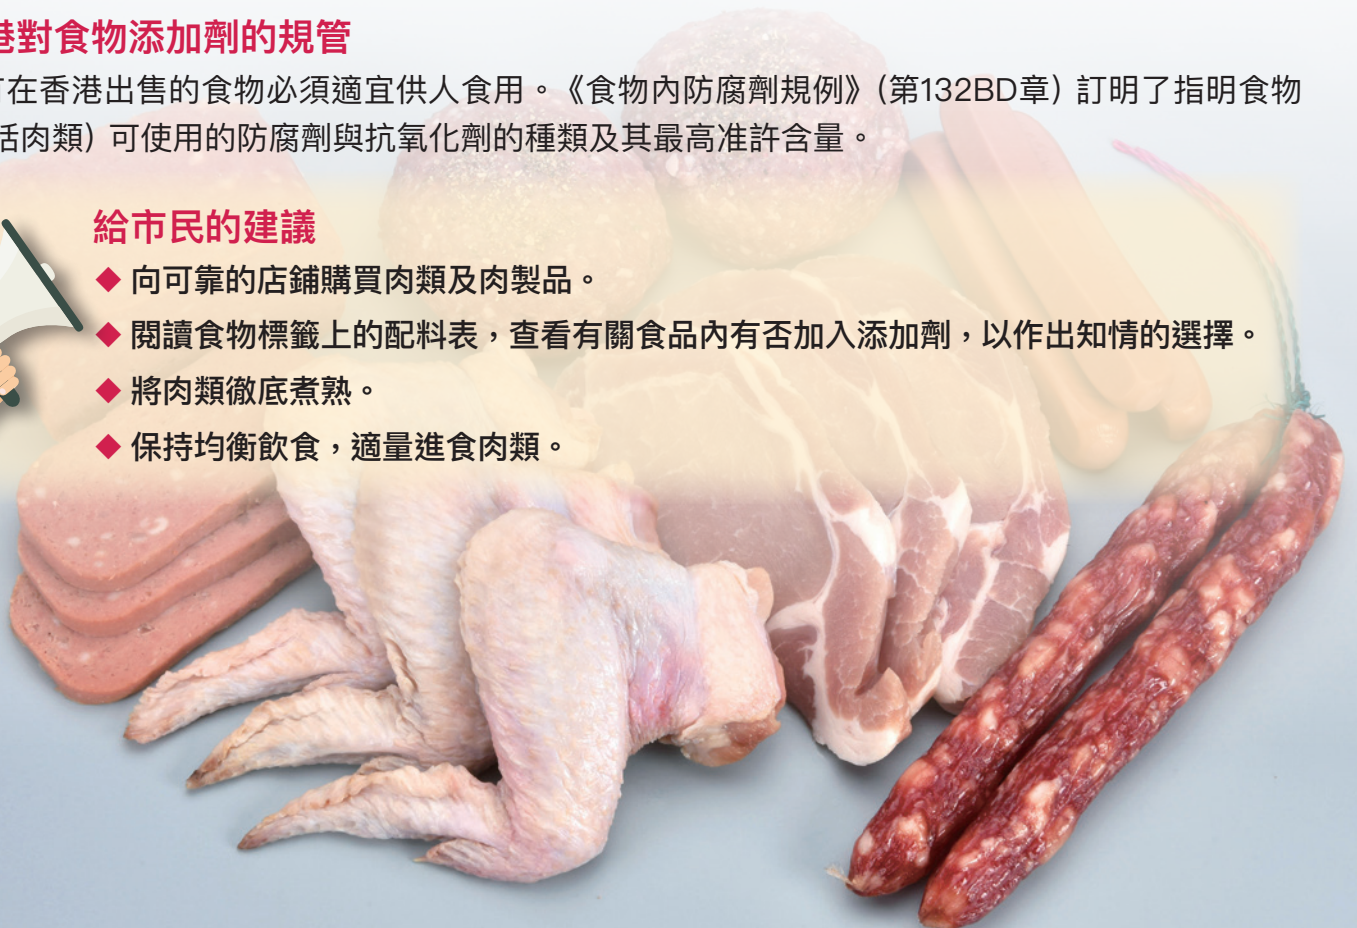 港對食物添加劑的規管
在香港出售的食物必須適宜供人食用。《食物內防腐劑規例》(第132BD章) 訂明了指明食物
括肉類) 可使用的防腐劑與抗氧化劑的種類及其最高准許含量。
給市民的建議
◆ 向可靠的店鋪購買肉類及肉製品。
◆ 閱讀食物標籤上的配料表,查看有關食品內有否加入添加劑,以作出知情的選擇。
◆ 將肉類徹底煮熟。
◆ 保持均衡飲食,適量進食肉類。